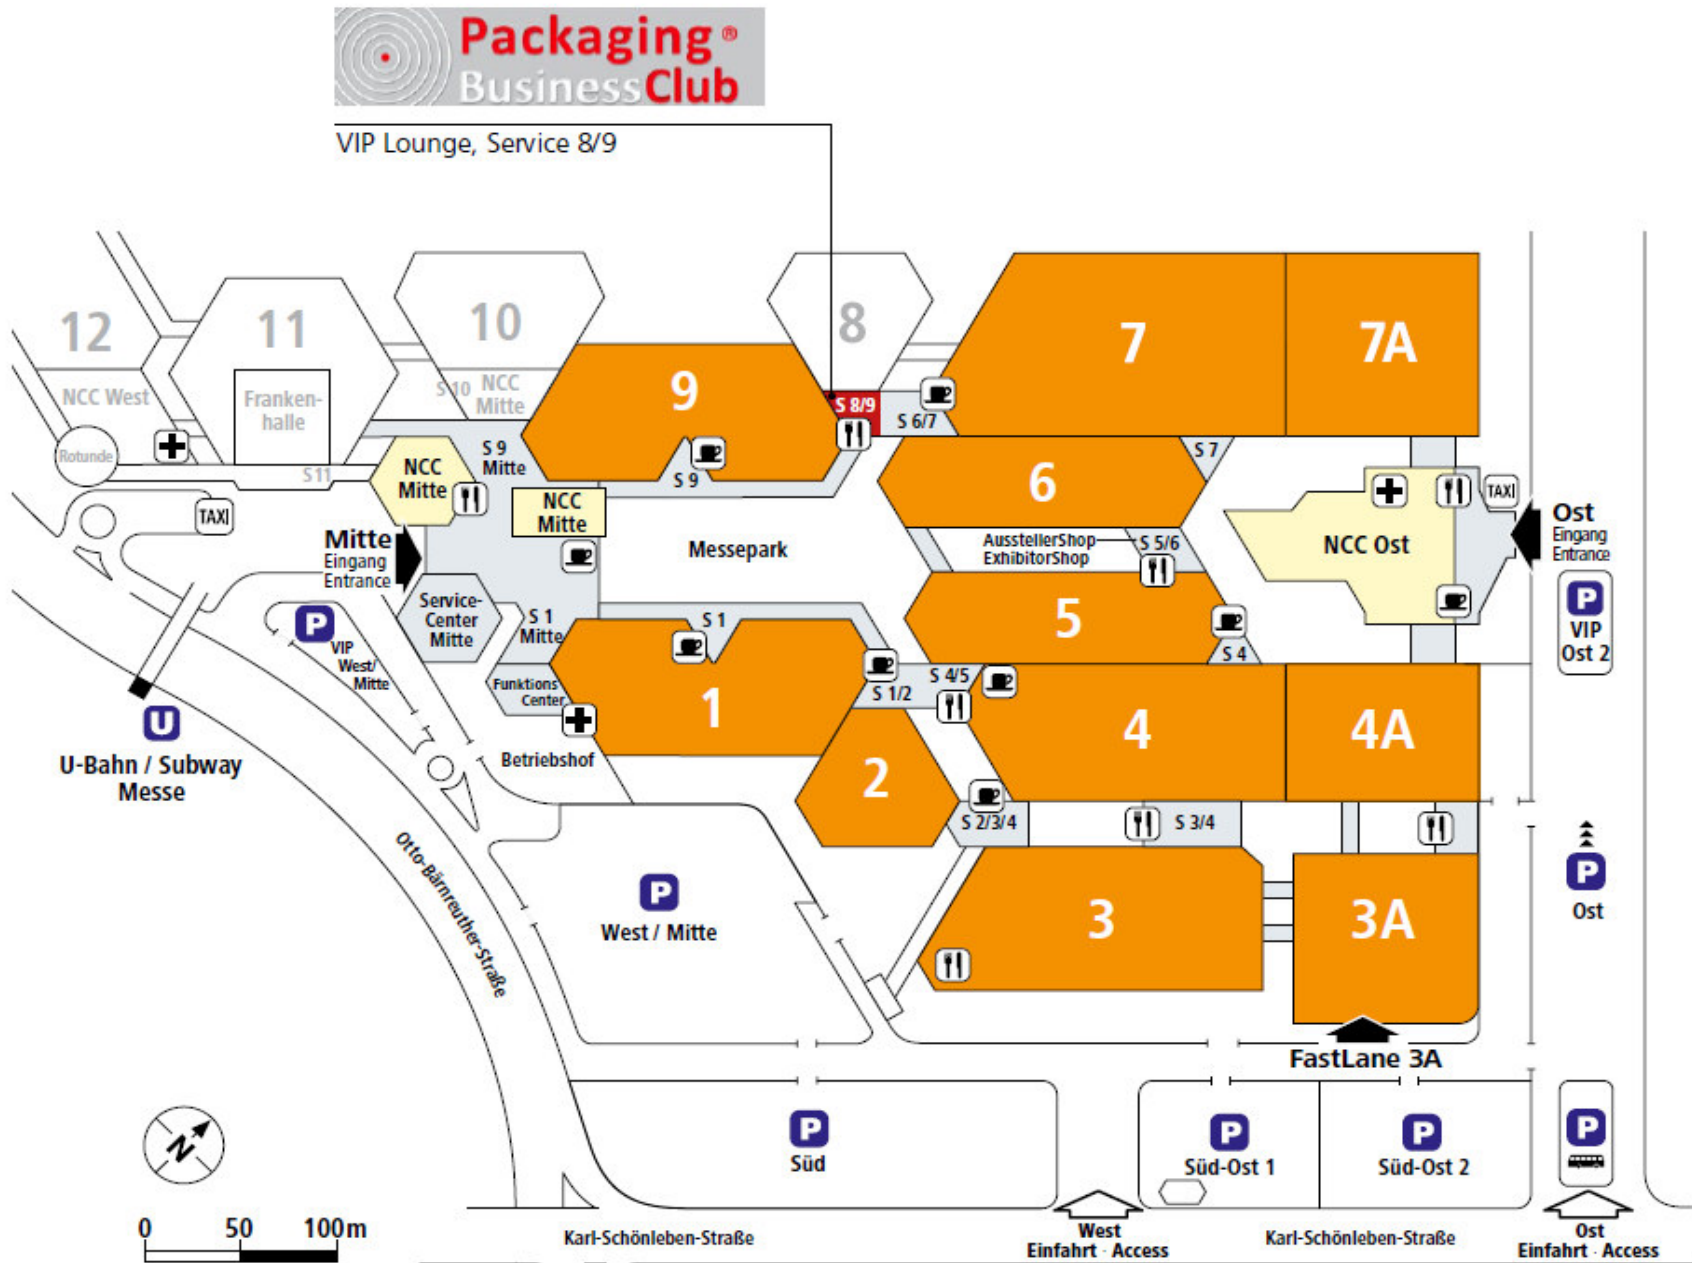 Packaging®
BusinessClub
VIP Lounge, Service 8/9
12
11
10
8
7
7A
9
NCC West
Franken-
halle
S 10
NCC
Mitte
S 8/9
S 6/7
Rotunde
S 11
NCC
Mitte
S 9
Mitte
S 9
NCC
Mitte
6
S 7
TAXI
TAXI
Mitte
Eingang
Entrance
Messepark
AusstellerShop
ExhibitorShop
S 5/6
NCC Ost
Ost
Eingang
Entrance
P
VIP
Ost 2
Service-
Center
Mitte
S 1
Mitte
S 1
5
S 4
P
VIP
West/
Mitte
Funktions
Center
1
S 1/2
S 4/5
4
4A
U
U-Bahn / Subway
Messe
Betriebshof
2
S 2/3/4
S 3/4
P
Ost
Otto-Bärnreuther-Straße
P
West / Mitte
3
3A
FastLane 3A
N
P
Süd
P
Süd-Ost 1
P
Süd-Ost 2
P
0 50 100m
Karl-Schönleben-Straße
West
Einfahrt · Access
Karl-Schönleben-Straße
Ost
Einfahrt · Access